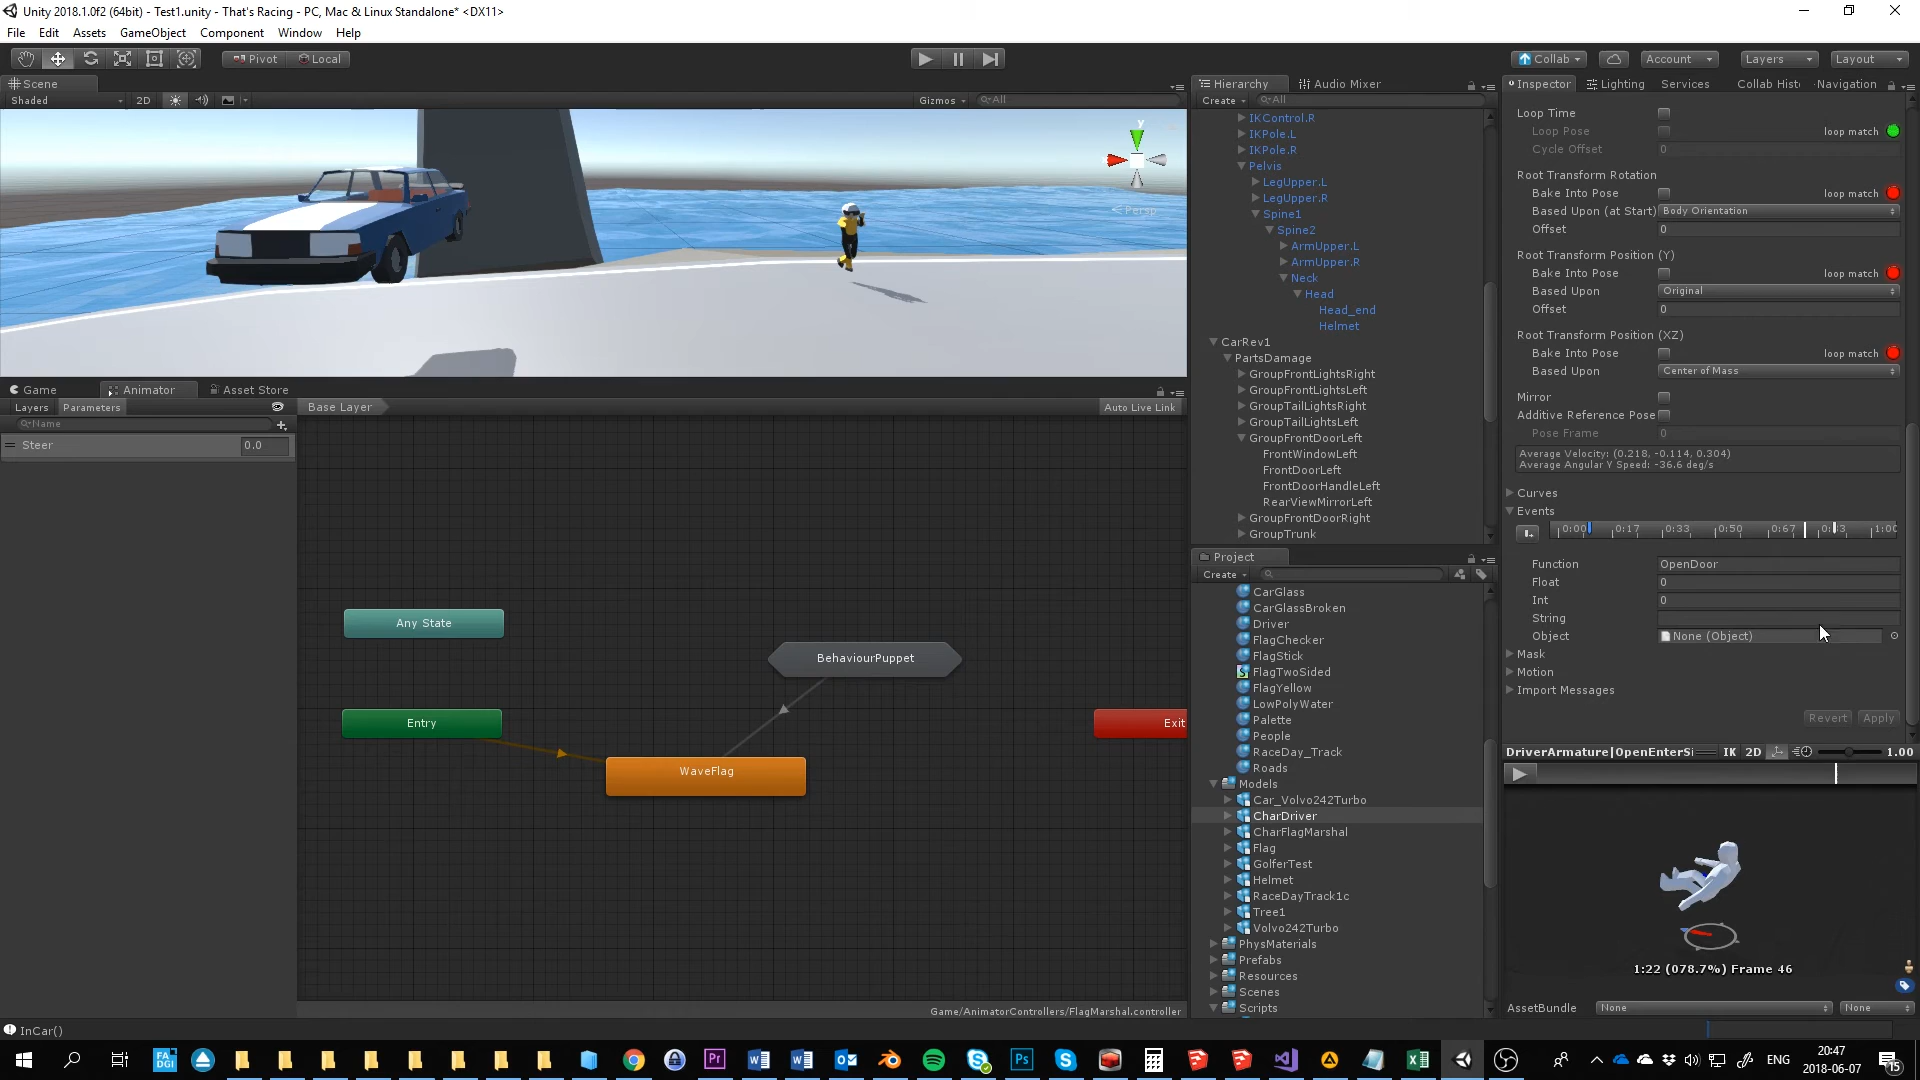 Unity 2018.1.0f2 (64bit) - Test1.unity - That's Racing - PC, Mac & Linux Standalone* <DX11>
File Edit Assets GameObject Component Window Help
Pivot Local
Collab Account Layers Layout
Scene
Shaded 2D Gizmos All
y
Persp
Game Animator Asset Store
Layers Parameters
Name
Steer 0.0
Base Layer Auto Live Link
Any State
BehaviourPuppet
Entry
Exit
WaveFlag
Game/AnimatorControllers/FlagMarshal.controller
Hierarchy Audio Mixer
Create All
IKControl.R
IKPole.L
IKPole.R
Pelvis
LegUpper.L
LegUpper.R
Spine1
Spine2
ArmUpper.L
ArmUpper.R
Neck
Head
Head_end
Helmet
CarRev1
PartsDamage
GroupFrontLightsRight
GroupFrontLightsLeft
GroupTailLightsRight
GroupTailLightsLeft
GroupFrontDoorLeft
FrontWindowLeft
FrontDoorLeft
FrontDoorHandleLeft
RearViewMirrorLeft
GroupFrontDoorRight
GroupTrunk
Project
Create
CarGlass
CarGlassBroken
Driver
FlagChecker
FlagStick
FlagTwoSided
FlagYellow
LowPolyWater
Palette
People
RaceDay_Track
Roads
Models
Car_Volvo242Turbo
CharDriver
CharFlagMarshal
Flag
GolferTest
Helmet
RaceDayTrack1c
Tree1
Volvo242Turbo
PhysMaterials
Prefabs
Resources
Scenes
Scripts
Inspector Lighting Services Collab Hist Navigation
Loop Time
Loop Pose loop match
Cycle Offset 0
Root Transform Rotation
Bake Into Pose loop match
Based Upon (at Start) Body Orientation
Offset 0
Root Transform Position (Y)
Bake Into Pose loop match
Based Upon Original
Offset 0
Root Transform Position (XZ)
Bake Into Pose loop match
Based Upon Center of Mass
Mirror
Additive Reference Pose
Pose Frame 0
Average Velocity: (0.218, -0.114, 0.304)
Average Angular Y Speed: -36.6 deg/s
Curves
Events
0:00 0:17 0:33 0:50 0:67 1:00
Function OpenDoor
Float 0
Int 0
String
Object None (Object)
Mask
Motion
Import Messages
Revert Apply
DriverArmature|OpenEnterSi IK 2D 1.00
1:22 (078.7%) Frame 46
AssetBundle None None
InCar()
FA
DGI
Pr
Ps
ENG
20:47
2018-06-07
15